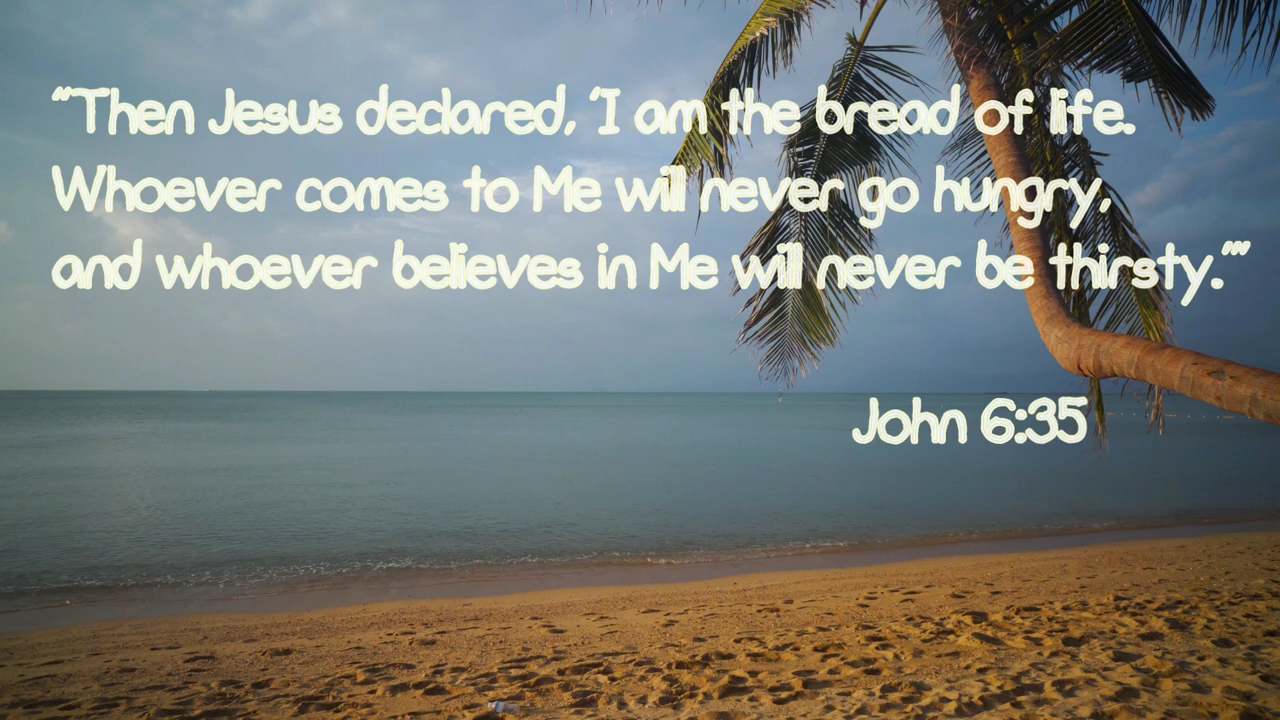 “Then Jesus declared, ‘I am the bread of life.
Whoever comes to Me will never go hungry,
and whoever believes in Me will never be thirsty.’”
John 6:35